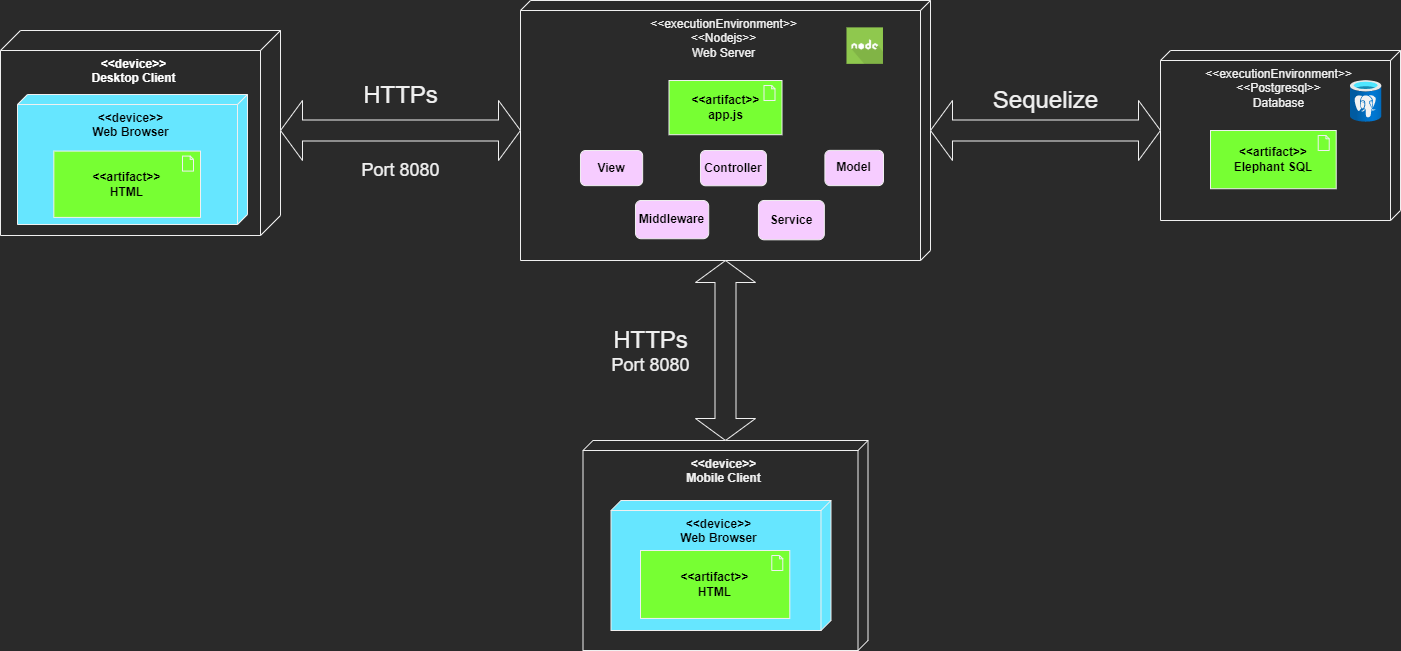 <<device>>
Desktop Client
<<device>>
Web Browser
<<artifact>>
HTML
HTTPs
Port 8080
<<executionEnvironment>>
<<Nodejs>>
Web Server
node
<<artifact>>
app.js
View
Controller
Model
Middleware
Service
Sequelize
<<executionEnvironment>>
<<Postgresql>>
Database
<<artifact>>
Elephant SQL
HTTPs
Port 8080
<<device>>
Mobile Client
<<device>>
Web Browser
<<artifact>>
HTML